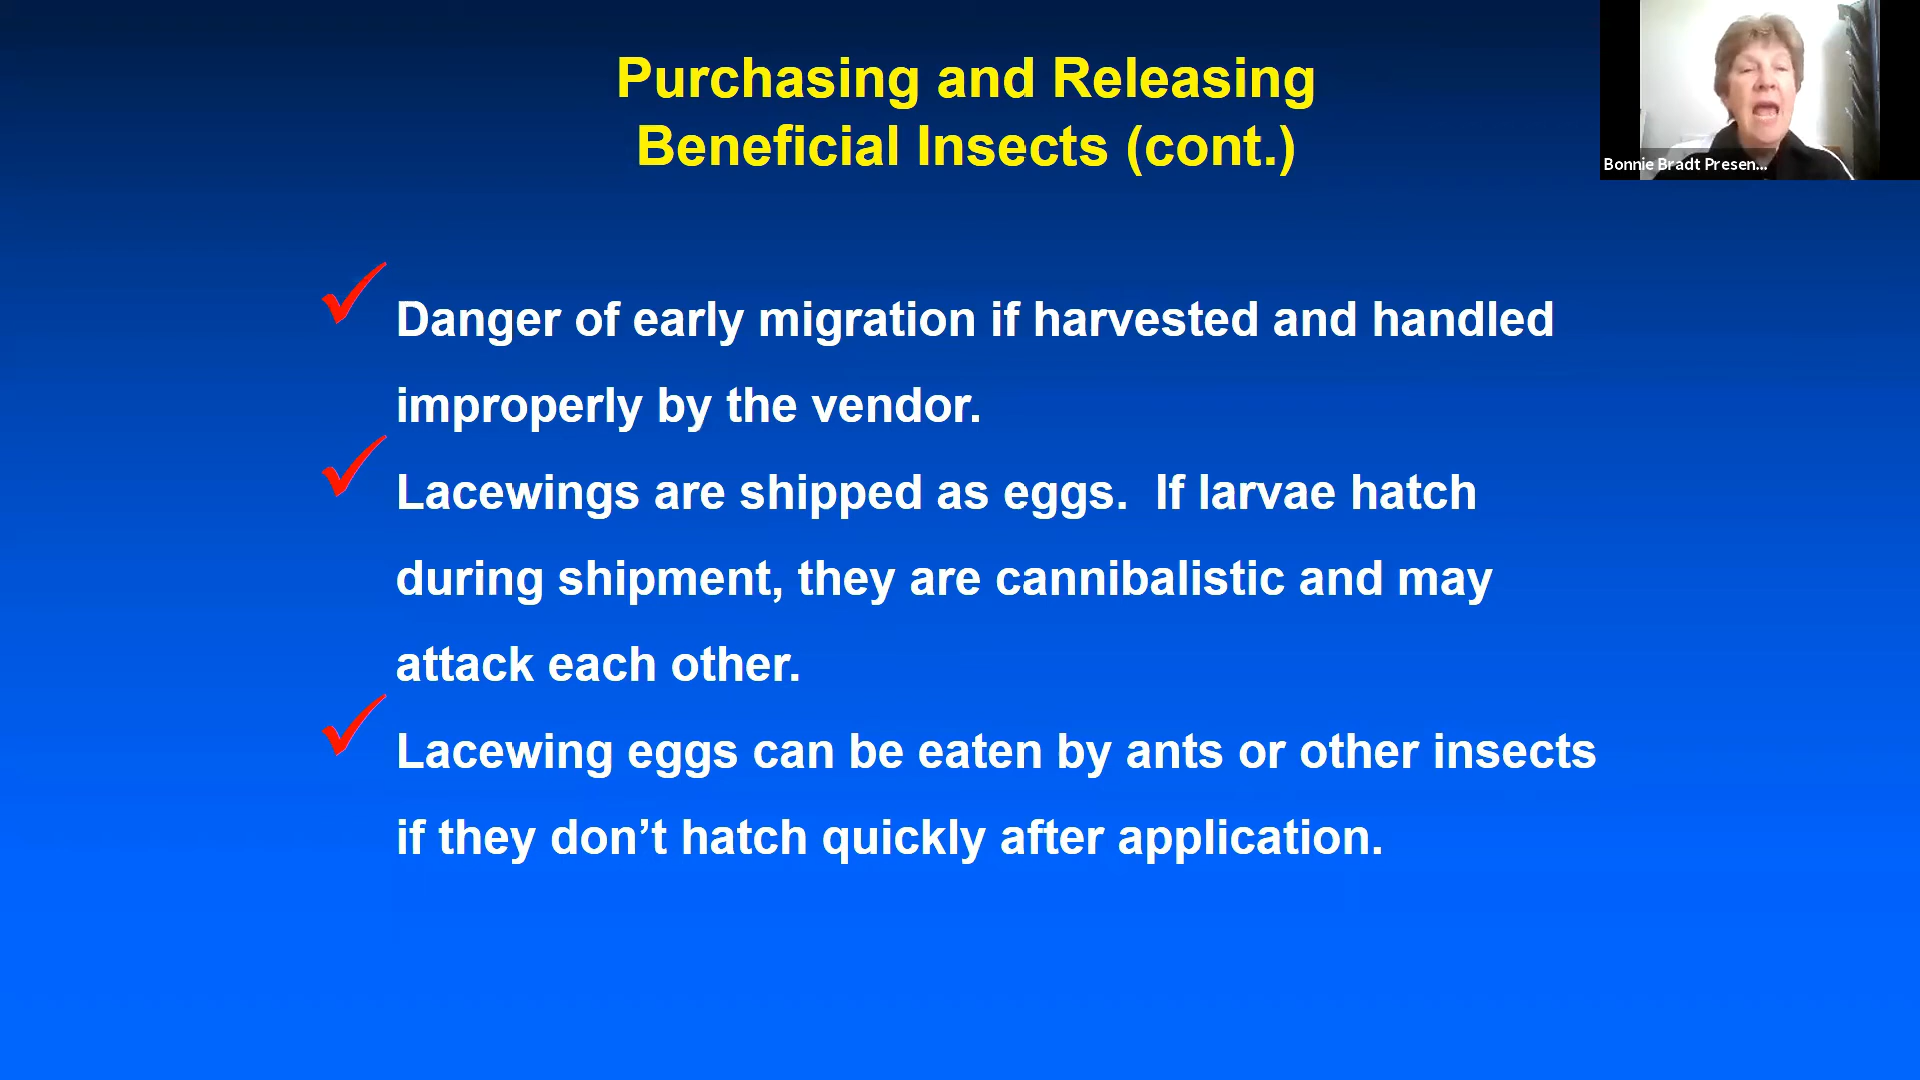 Purchasing and Releasing
Beneficial Insects (cont.)
Bonnie Bradt Presen...
Danger of early migration if harvested and handled
improperly by the vendor.
Lacewings are shipped as eggs.  If larvae hatch
during shipment, they are cannibalistic and may
attack each other.
Lacewing eggs can be eaten by ants or other insects
if they don’t hatch quickly after application.